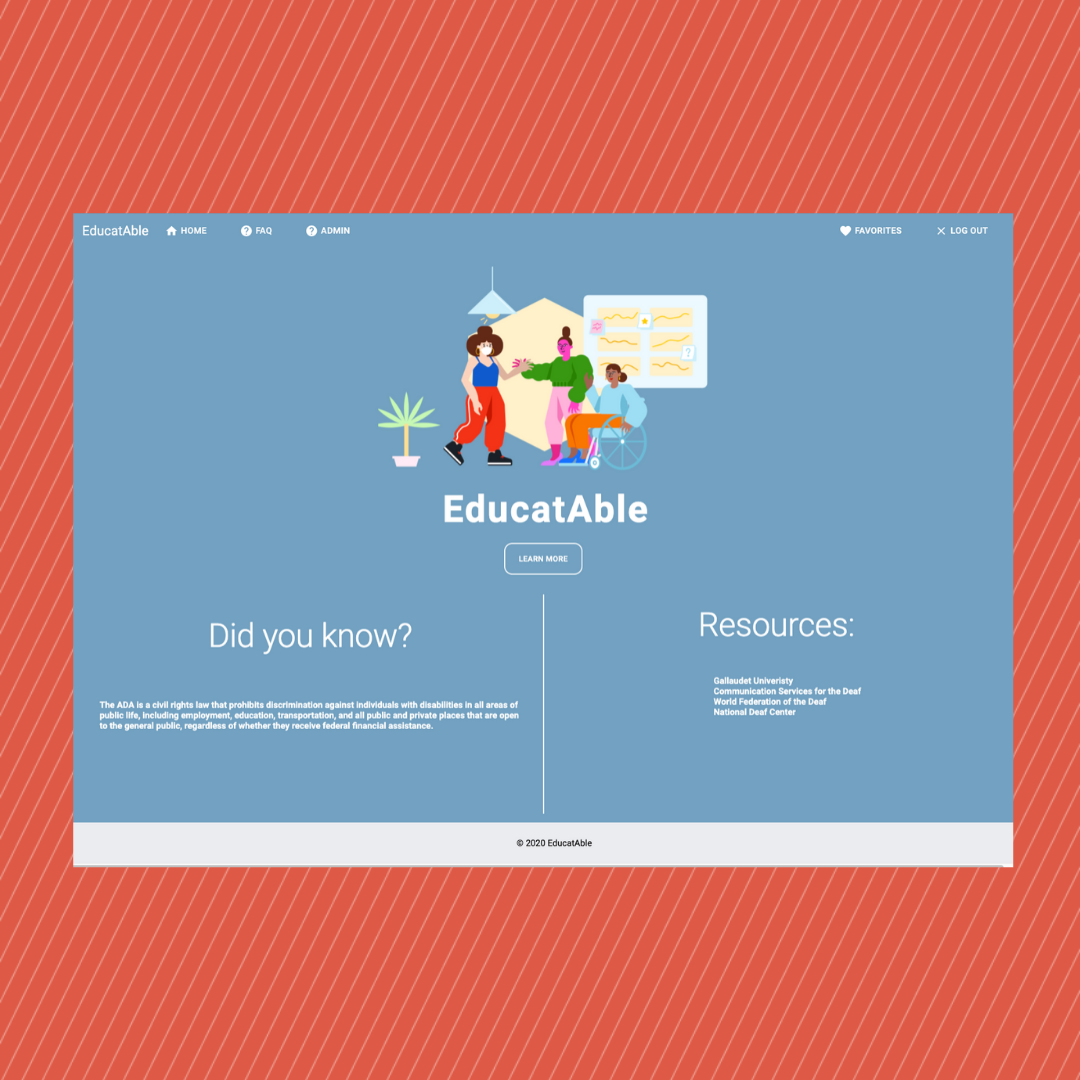 EducatAble HOME FAQ ADMIN FAVORITES LOG OUT
EducatAble
LEARN MORE
Did you know?
The ADA is a civil rights law that prohibits discrimination against individuals with disabilities in all areas of
public life, including employment, education, transportation, and all public and private places that are open
to the general public, regardless of whether they receive federal financial assistance.
Resources:
Gallaudet Univeristy
Communication Services for the Deaf
World Federation of the Deaf
National Deaf Center
© 2020 EducatAble